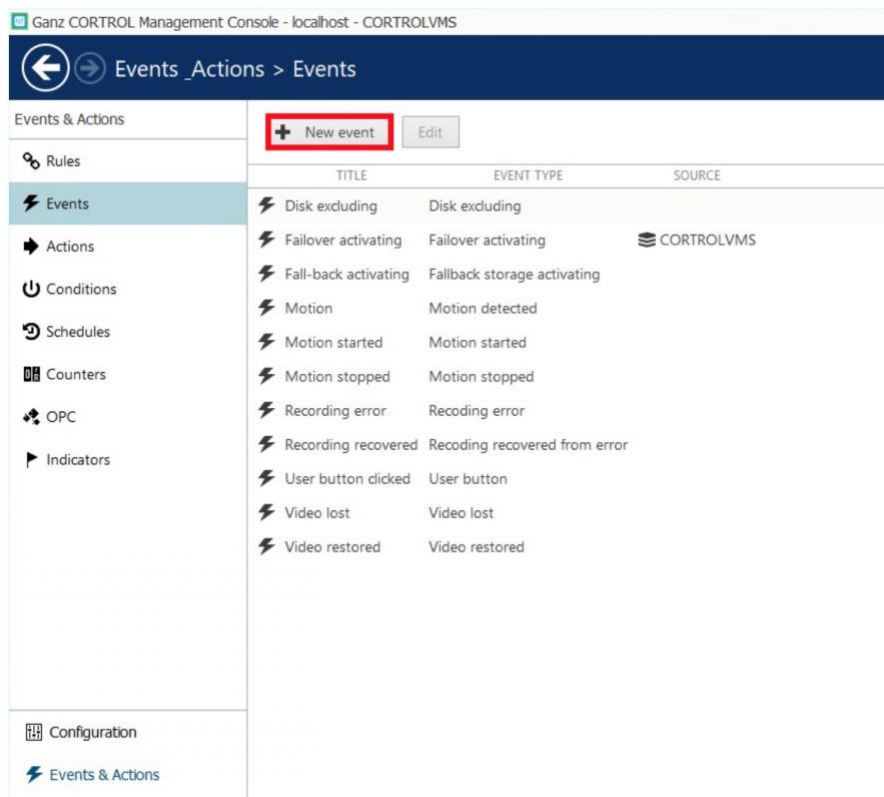 Ganz CORTROL Management Console - localhost - CORTROLVMS
Events _Actions > Events
Events & Actions
Rules
Events
Actions
Conditions
Schedules
Counters
OPC
Indicators
Configuration
Events & Actions
New event Edit
TITLE EVENT TYPE SOURCE
Disk excluding Disk excluding
Failover activating Failover activating CORTROLVMS
Fall-back activating Fallback storage activating
Motion Motion detected
Motion started Motion started
Motion stopped Motion stopped
Recording error Recoding error
Recording recovered Recoding recovered from error
User button clicked User button
Video lost Video lost
Video restored Video restored